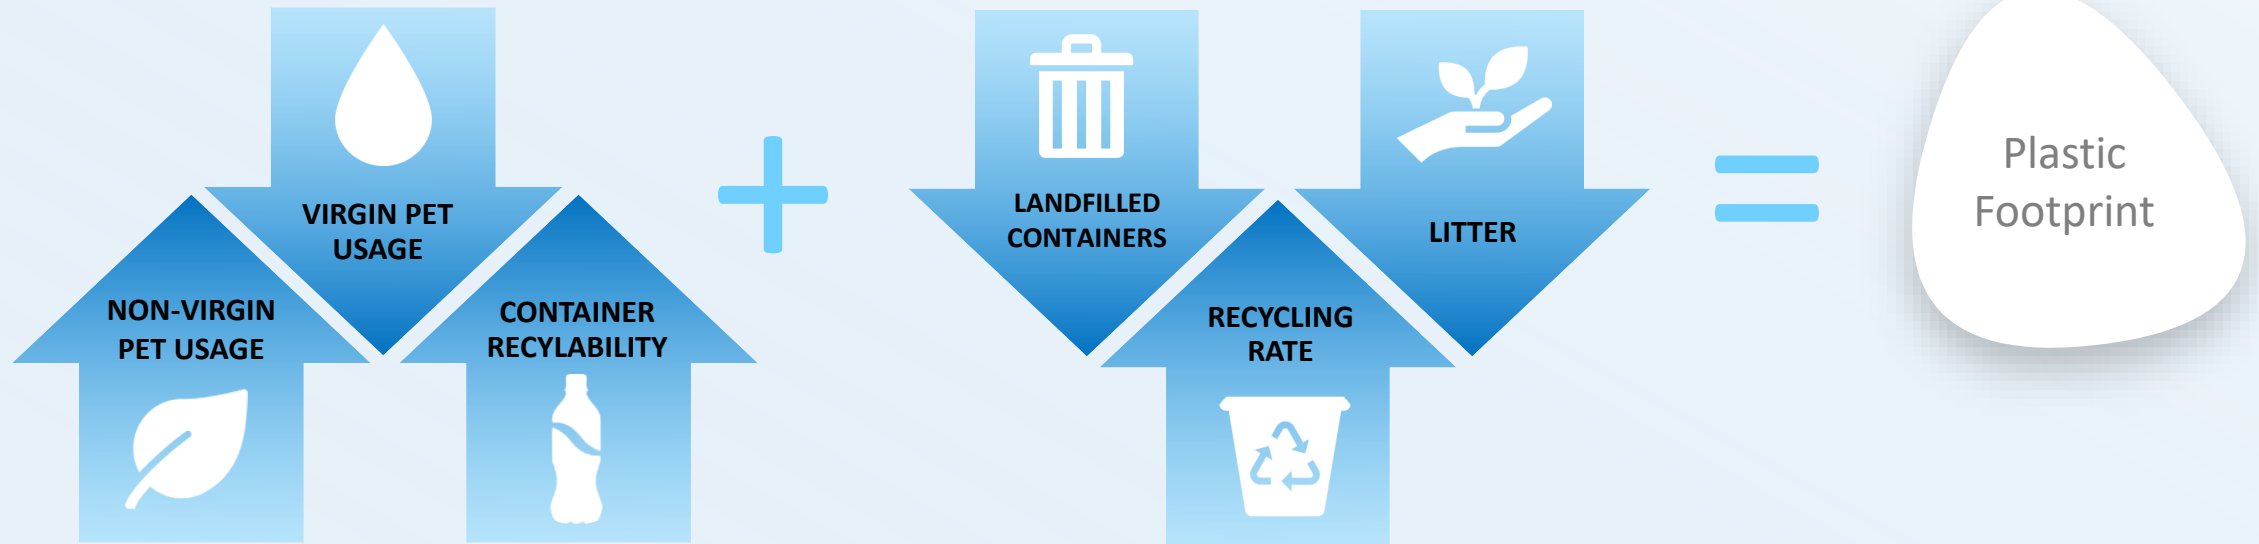 VIRGIN PET
USAGE
NON-VIRGIN
PET USAGE
CONTAINER
RECYLABILITY
+
LANDFILLED
CONTAINERS
RECYCLING
RATE
LITTER
=
Plastic
Footprint